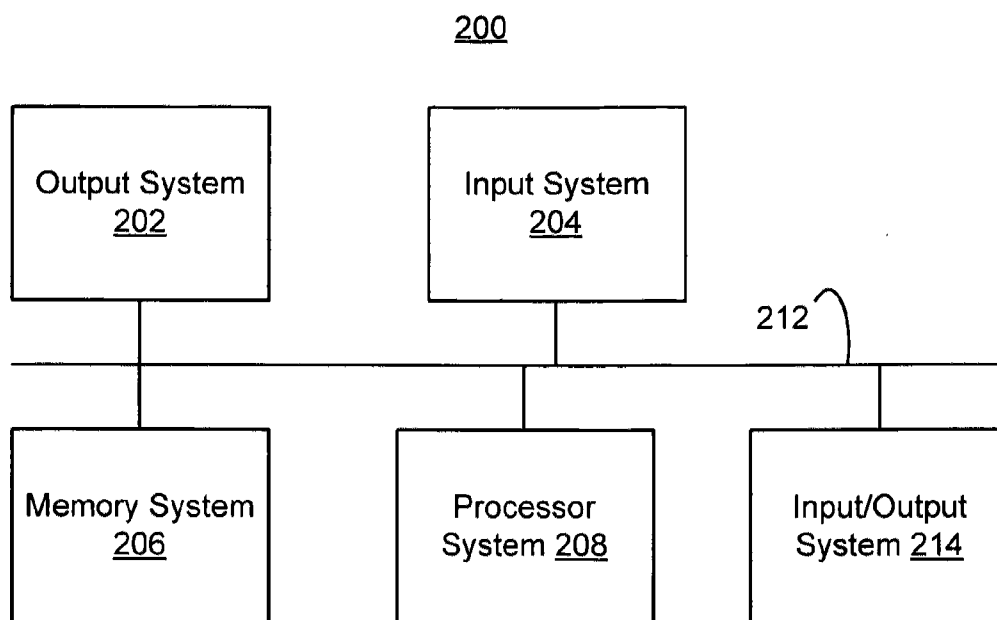 200
Output System
202
Input System
204
212
Memory System
206
Processor
System 208
Input/Output
System 214